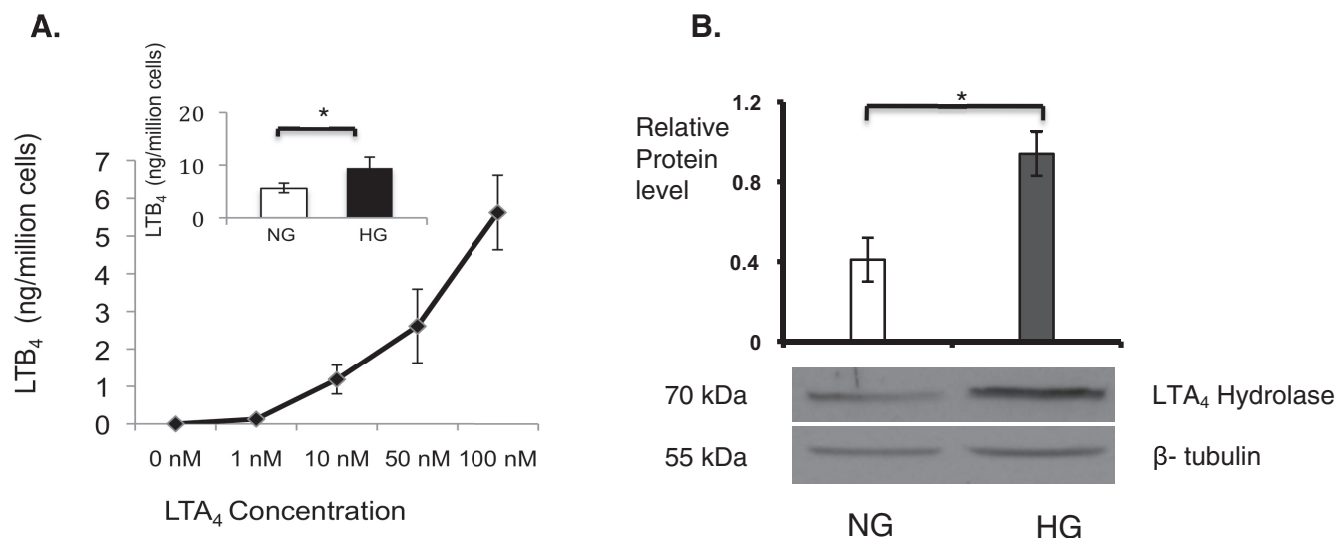 A.
LTB₄ (ng/million cells)
7
6
5
4
3
2
1
0
0 nM 1 nM 10 nM 50 nM 100 nM
LTA₄ Concentration
LTB₄ (ng/million cells)
20
10
0
*
NG HG
B.
Relative
Protein
level
1.2
0.8
0.4
0
*
70 kDa
LTA₄ Hydrolase
55 kDa
β- tubulin
NG HG